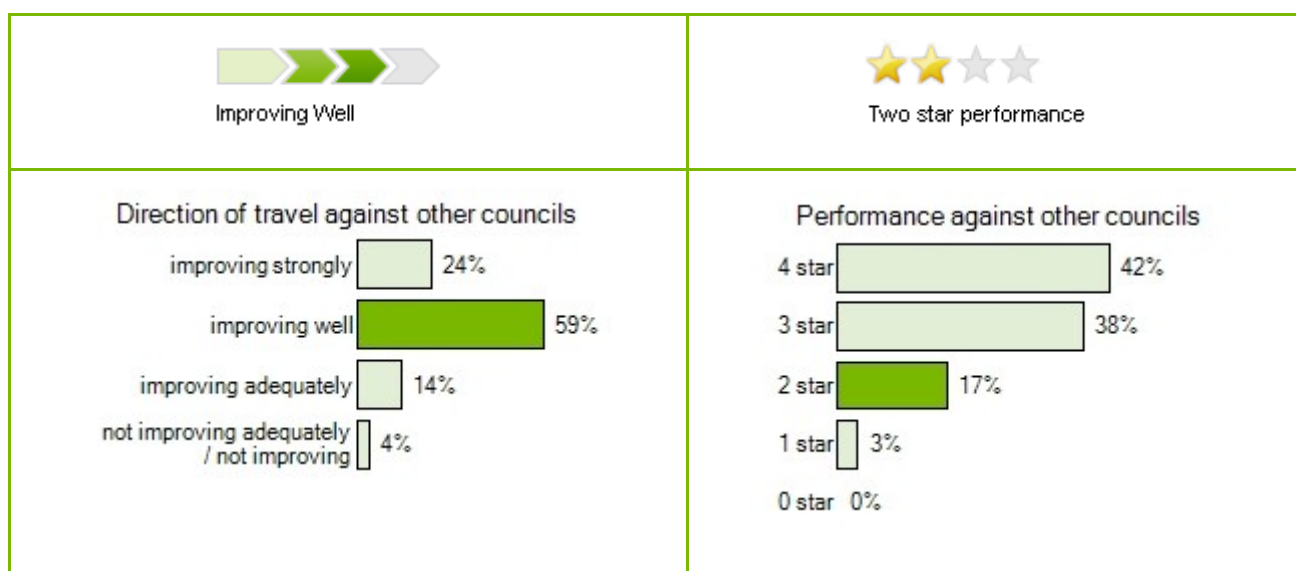 Improving Well
Two star performance
Direction of travel against other councils
improving strongly 24%
improving well 59%
improving adequately 14%
not improving adequately
/ not improving 4%
Performance against other councils
4 star 42%
3 star 38%
2 star 17%
1 star 3%
0 star 0%